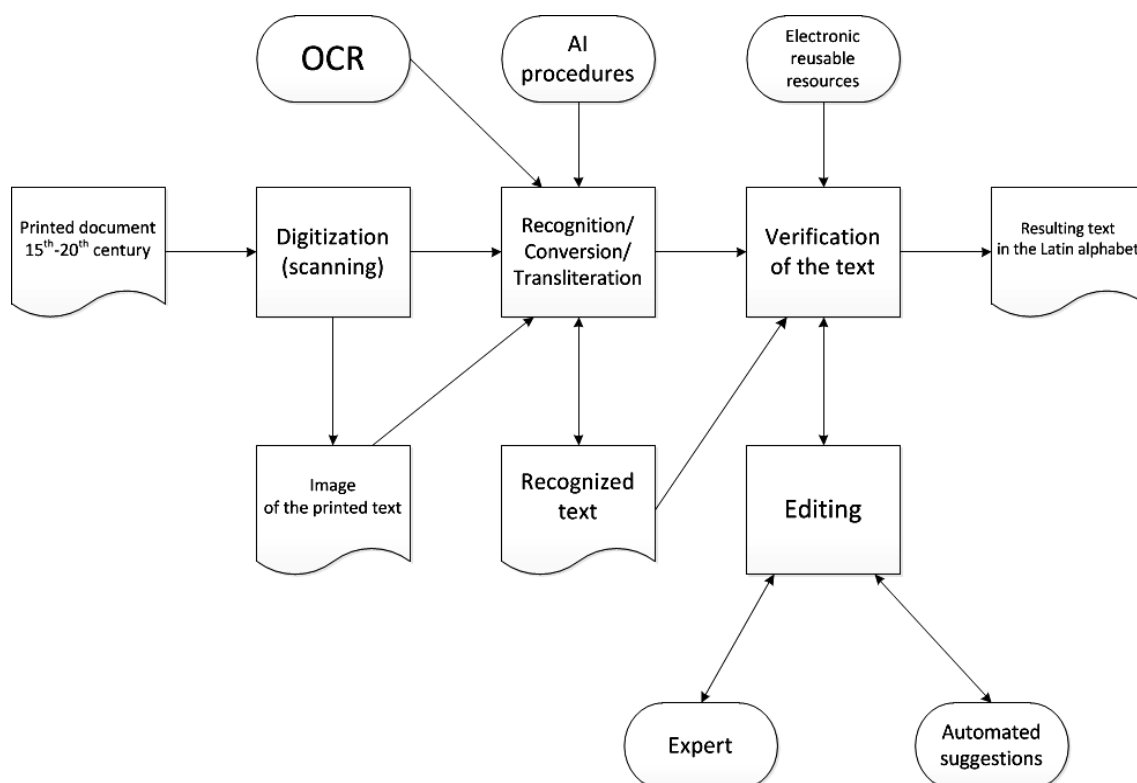 OCR
AI
procedures
Electronic
reusable
resources
Printed document
15th-20th century
Digitization
(scanning)
Recognition/
Conversion/
Transliteration
Verification
of the text
Resulting text
in the Latin alphabet
Image
of the printed text
Recognized
text
Editing
Expert
Automated
suggestions